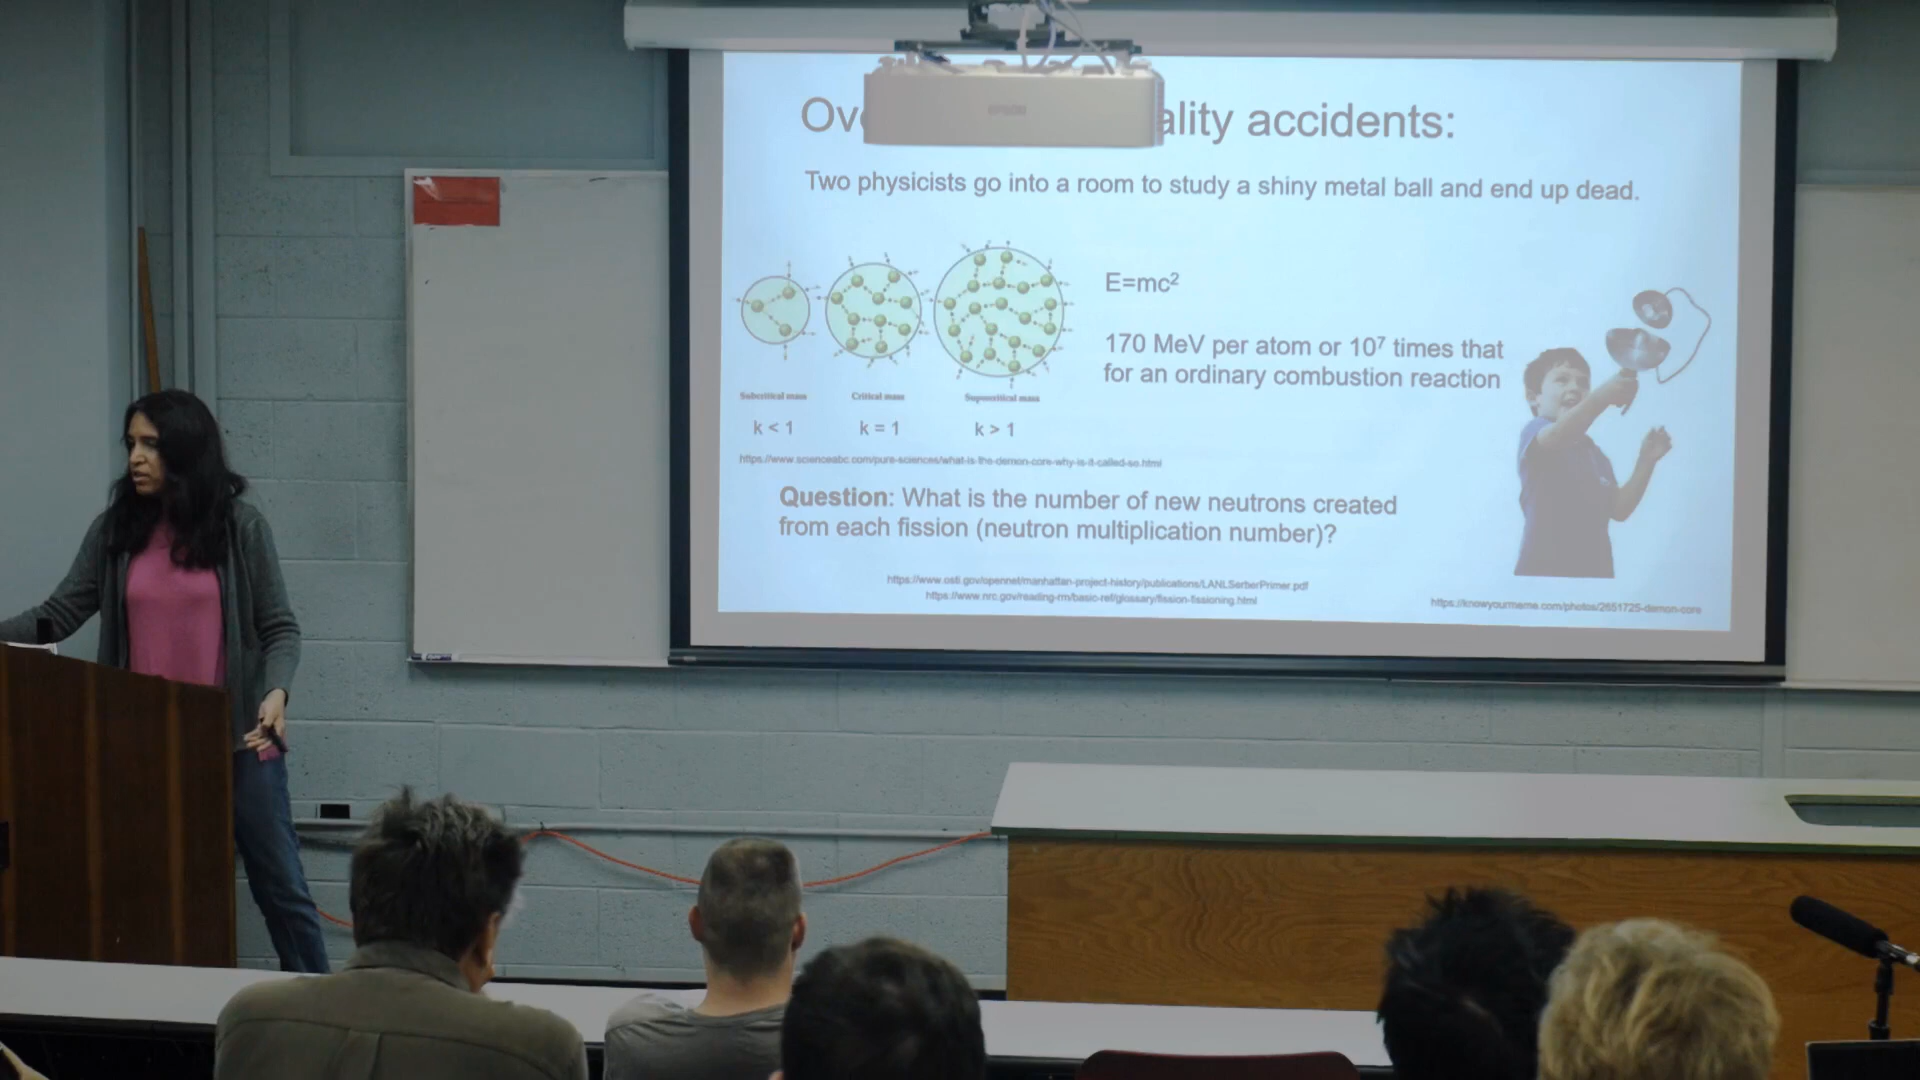 Ov ality accidents:
Two physicists go into a room to study a shiny metal ball and end up dead.
E=mc²
170 MeV per atom or 10⁷ times that
for an ordinary combustion reaction
Subcritical mass Critical mass Supercritical mass
k < 1 k = 1 k > 1
https://www.scienceabc.com/pure-sciences/what-is-the-demon-core-why-is-it-called-so.html
Question: What is the number of new neutrons created
from each fission (neutron multiplication number)?
https://www.osti.gov/opennet/manhattan-project-history/publications/LANLSerberPrimer.pdf
https://www.nrc.gov/reading-rm/basic-ref/glossary/fission-fissioning.html
https://knowyourmeme.com/photos/2651725-demon-core